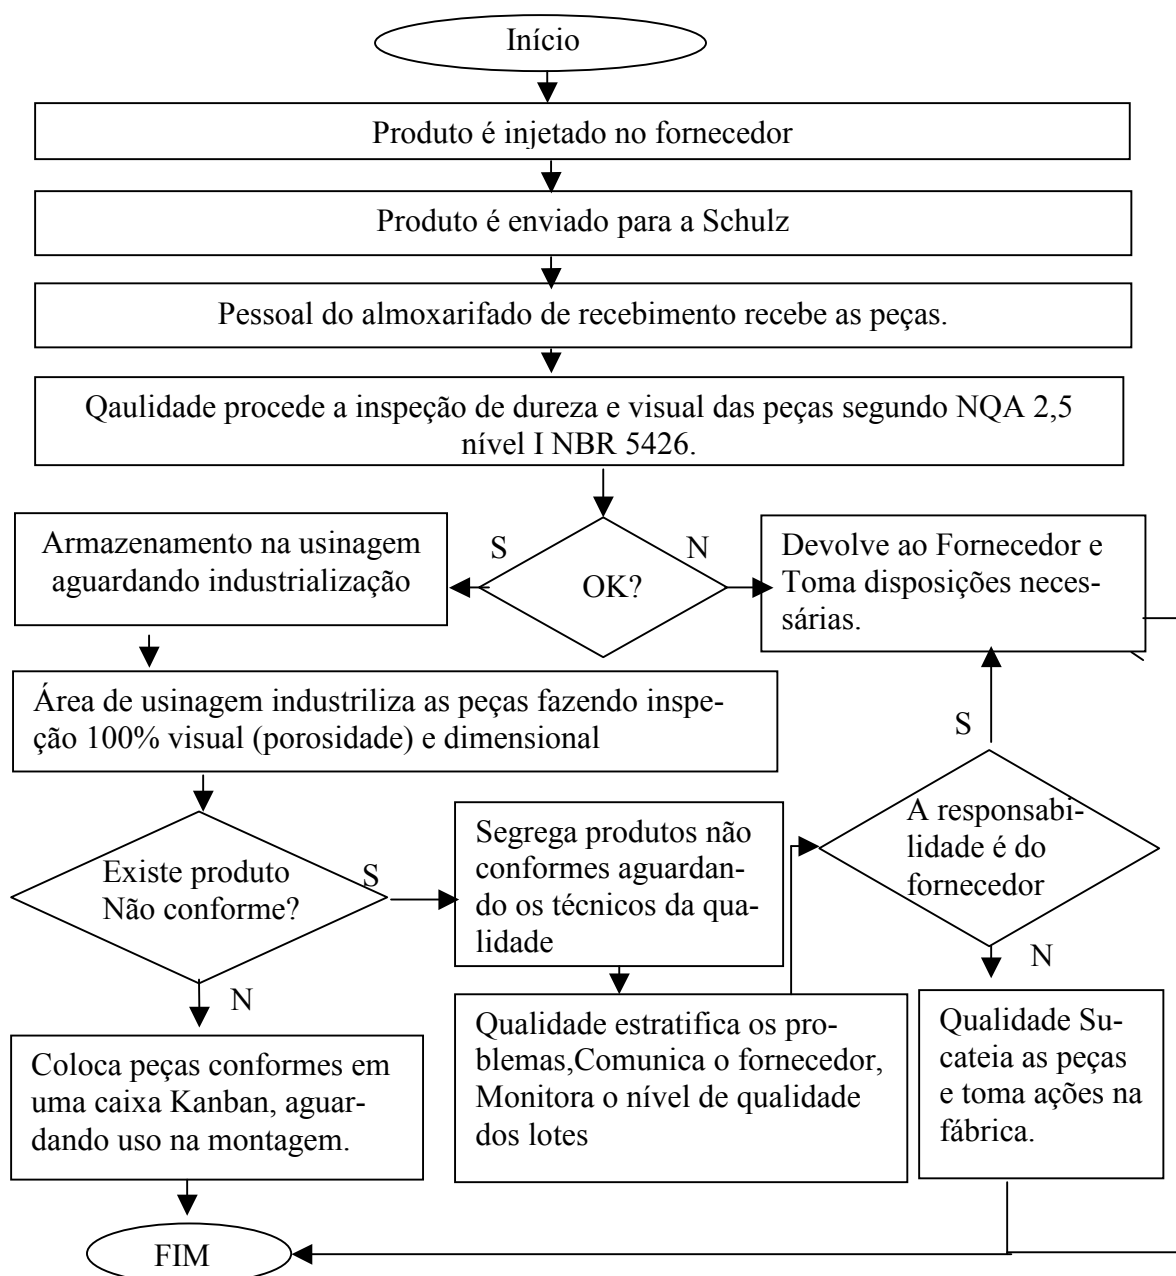 Início
Produto é injetado no fornecedor
Produto é enviado para a Schulz
Pessoal do almoxarifado de recebimento recebe as peças.
Qaulidade procede a inspeção de dureza e visual das peças segundo NQA 2,5
nível I NBR 5426.
Armazenamento na usinagem
aguardando industrialização
S
OK?
N
Devolve ao Fornecedor e
Toma disposições neces-
sárias.
Área de usinagem industriliza as peças fazendo inspe-
ção 100% visual (porosidade) e dimensional
S
Existe produto
Não conforme?
S
Segrega produtos não
conformes aguardan-
do os técnicos da qua-
lidade
A responsabi-
lidade é do
fornecedor
N
N
Coloca peças conformes em
uma caixa Kanban, aguar-
dando uso na montagem.
Qualidade estratifica os pro-
blemas,Comunica o fornecedor,
Monitora o nível de qualidade
dos lotes
Qualidade Su-
cateia as peças
e toma ações na
fábrica.
FIM